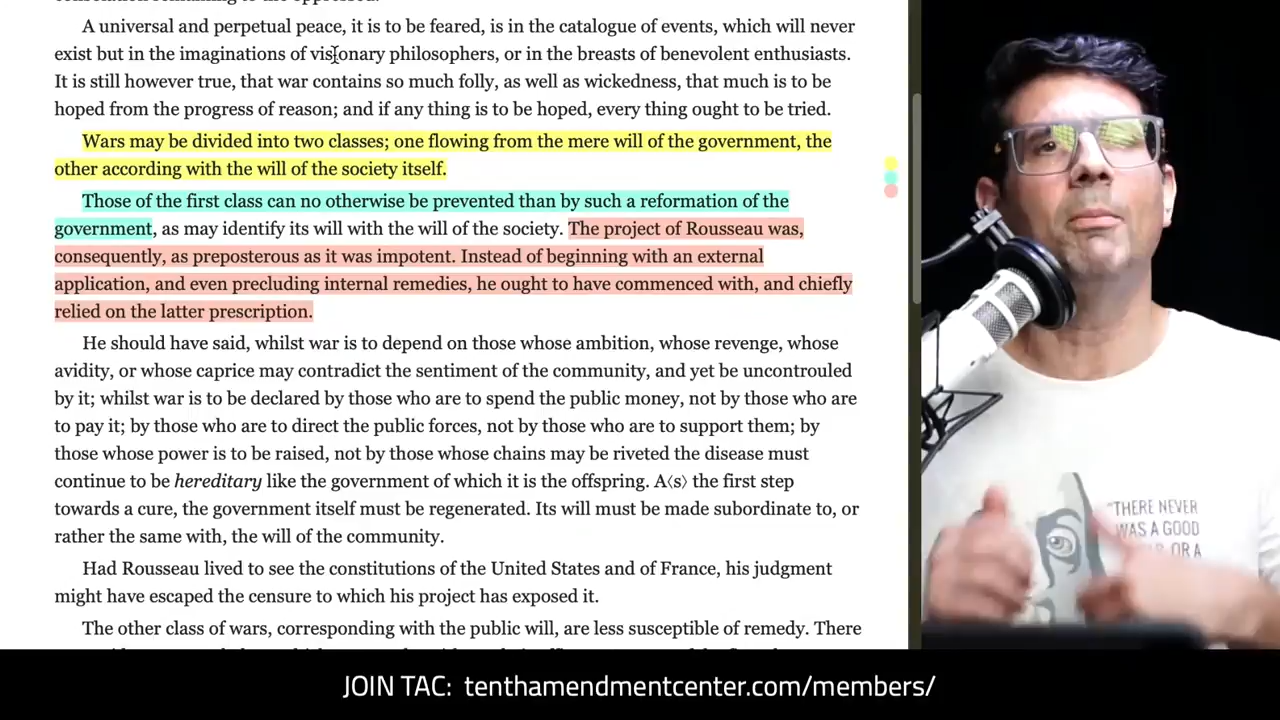 A universal and perpetual peace, it is to be feared, is in the catalogue of events, which will never
exist but in the imaginations of visionary philosophers, or in the breasts of benevolent enthusiasts.
It is still however true, that war contains so much folly, as well as wickedness, that much is to be
hoped from the progress of reason; and if any thing is to be hoped, every thing ought to be tried.
Wars may be divided into two classes; one flowing from the mere will of the government, the
other according with the will of the society itself.
Those of the first class can no otherwise be prevented than by such a reformation of the
government, as may identify its will with the will of the society. The project of Rousseau was,
consequently, as preposterous as it was impotent. Instead of beginning with an external
application, and even precluding internal remedies, he ought to have commenced with, and chiefly
relied on the latter prescription.
He should have said, whilst war is to depend on those whose ambition, whose revenge, whose
avidity, or whose caprice may contradict the sentiment of the community, and yet be uncontrouled
by it; whilst war is to be declared by those who are to spend the public money, not by those who are
to pay it; by those who are to direct the public forces, not by those who are to support them; by
those whose power is to be raised, not by those whose chains may be riveted the disease must
continue to be hereditary like the government of which it is the offspring. A⟨s⟩ the first step
towards a cure, the government itself must be regenerated. Its will must be made subordinate to, or
rather the same with, the will of the community.
Had Rousseau lived to see the constitutions of the United States and of France, his judgment
might have escaped the censure to which his project has exposed it.
The other class of wars, corresponding with the public will, are less susceptible of remedy. There
"THERE NEVER
WAS A GOOD
OR A
JOIN TAC: tenthamendmentcenter.com/members/